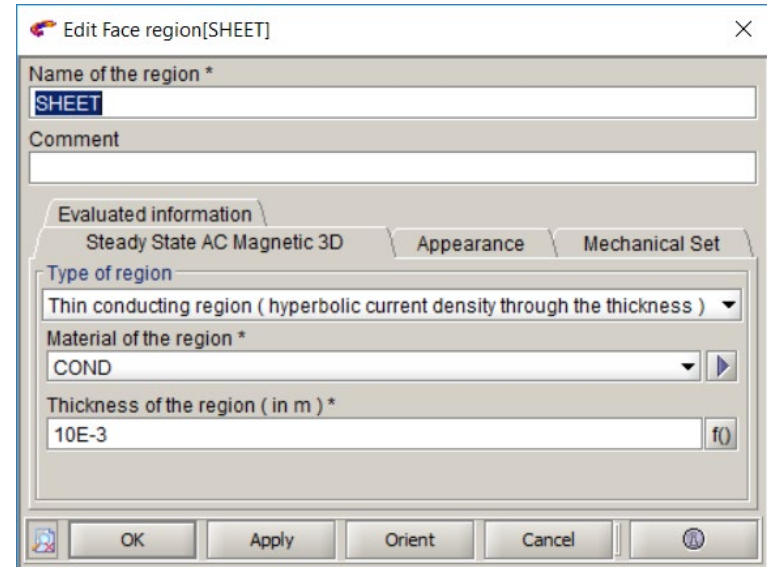 Edit Face region[SHEET]
Name of the region *
SHEET
Comment
Evaluated information
Steady State AC Magnetic 3D Appearance Mechanical Set
Type of region
Thin conducting region ( hyperbolic current density through the thickness )
Material of the region *
COND
Thickness of the region ( in m ) *
10E-3 f()
OK Apply Orient Cancel